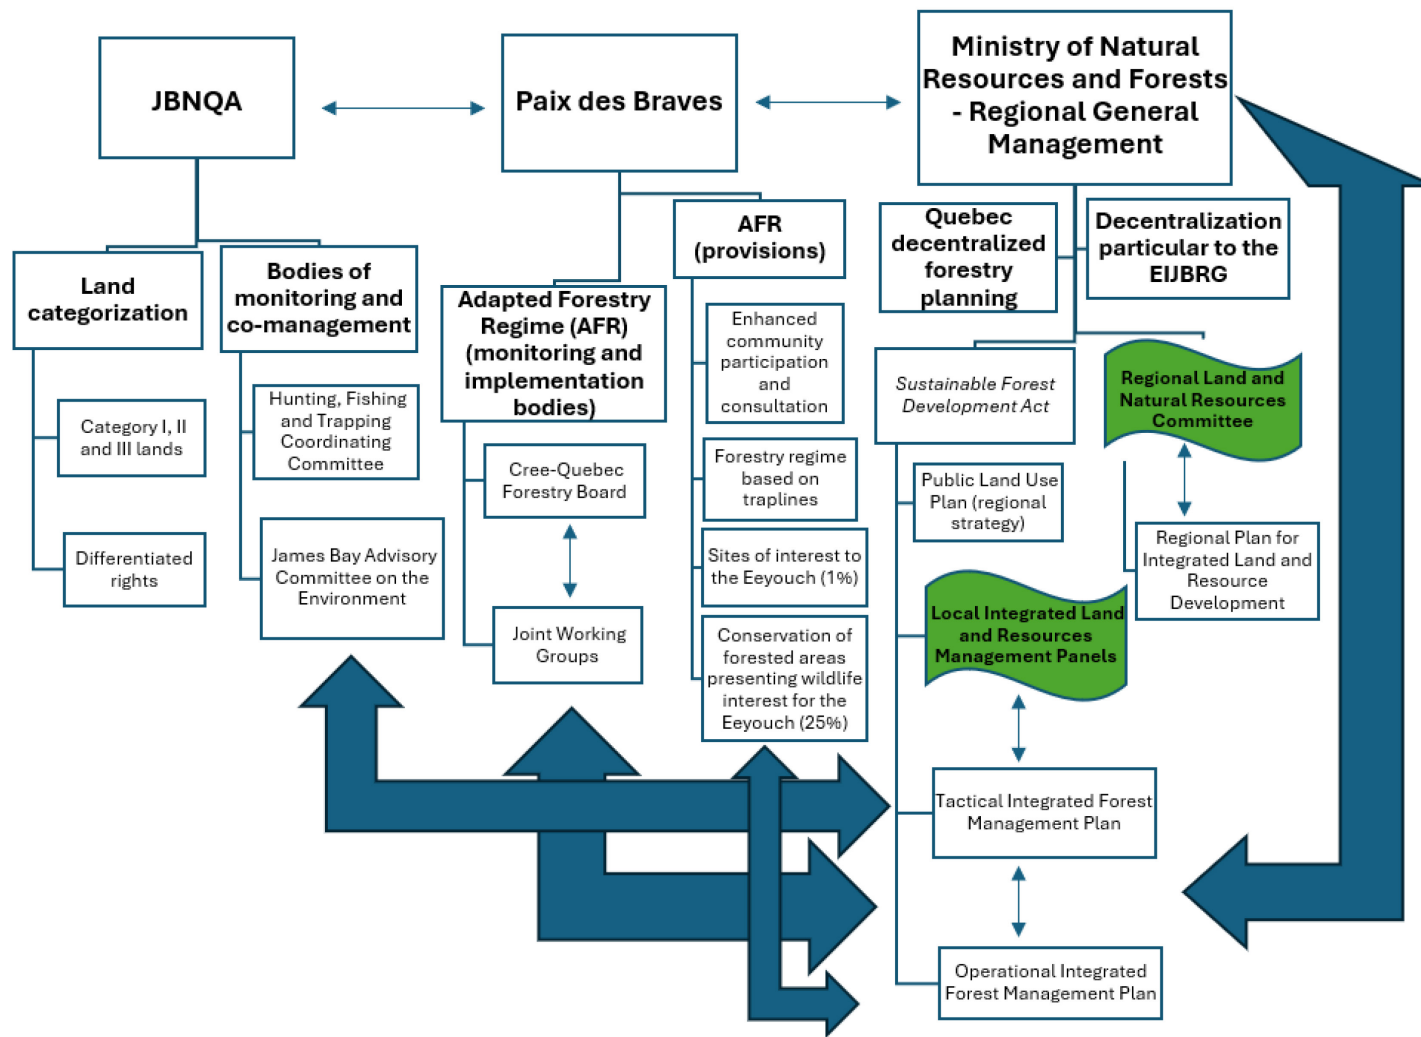 JBNQA
Paix des Braves
Ministry of Natural
Resources and Forests
- Regional General
Management
Land
categorization
Category I, II
and III lands
Differentiated
rights
Bodies of
monitoring and
co-management
Hunting, Fishing
and Trapping
Coordinating
Committee
James Bay Advisory
Committee on the
Environment
Adapted Forestry
Regime (AFR)
(monitoring and
implementation
bodies)
Cree-Quebec
Forestry Board
Joint Working
Groups
AFR
(provisions)
Enhanced
community
participation
and
consultation
Forestry regime
based on
traplines
Sites of interest to
the Eeyouch (1%)
Conservation of
forested areas
presenting wildlife
interest for the
Eeyouch (25%)
Quebec
decentralized
forestry
planning
Decentralization
particular to the
EIJBRG
Sustainable Forest
Development Act
Public Land Use
Plan (regional
strategy)
Local Integrated Land
and Resources
Management Panels
Tactical Integrated Forest
Management Plan
Operational Integrated
Forest Management Plan
Regional Land and
Natural Resources
Committee
Regional Plan for
Integrated Land and
and Resource
Development